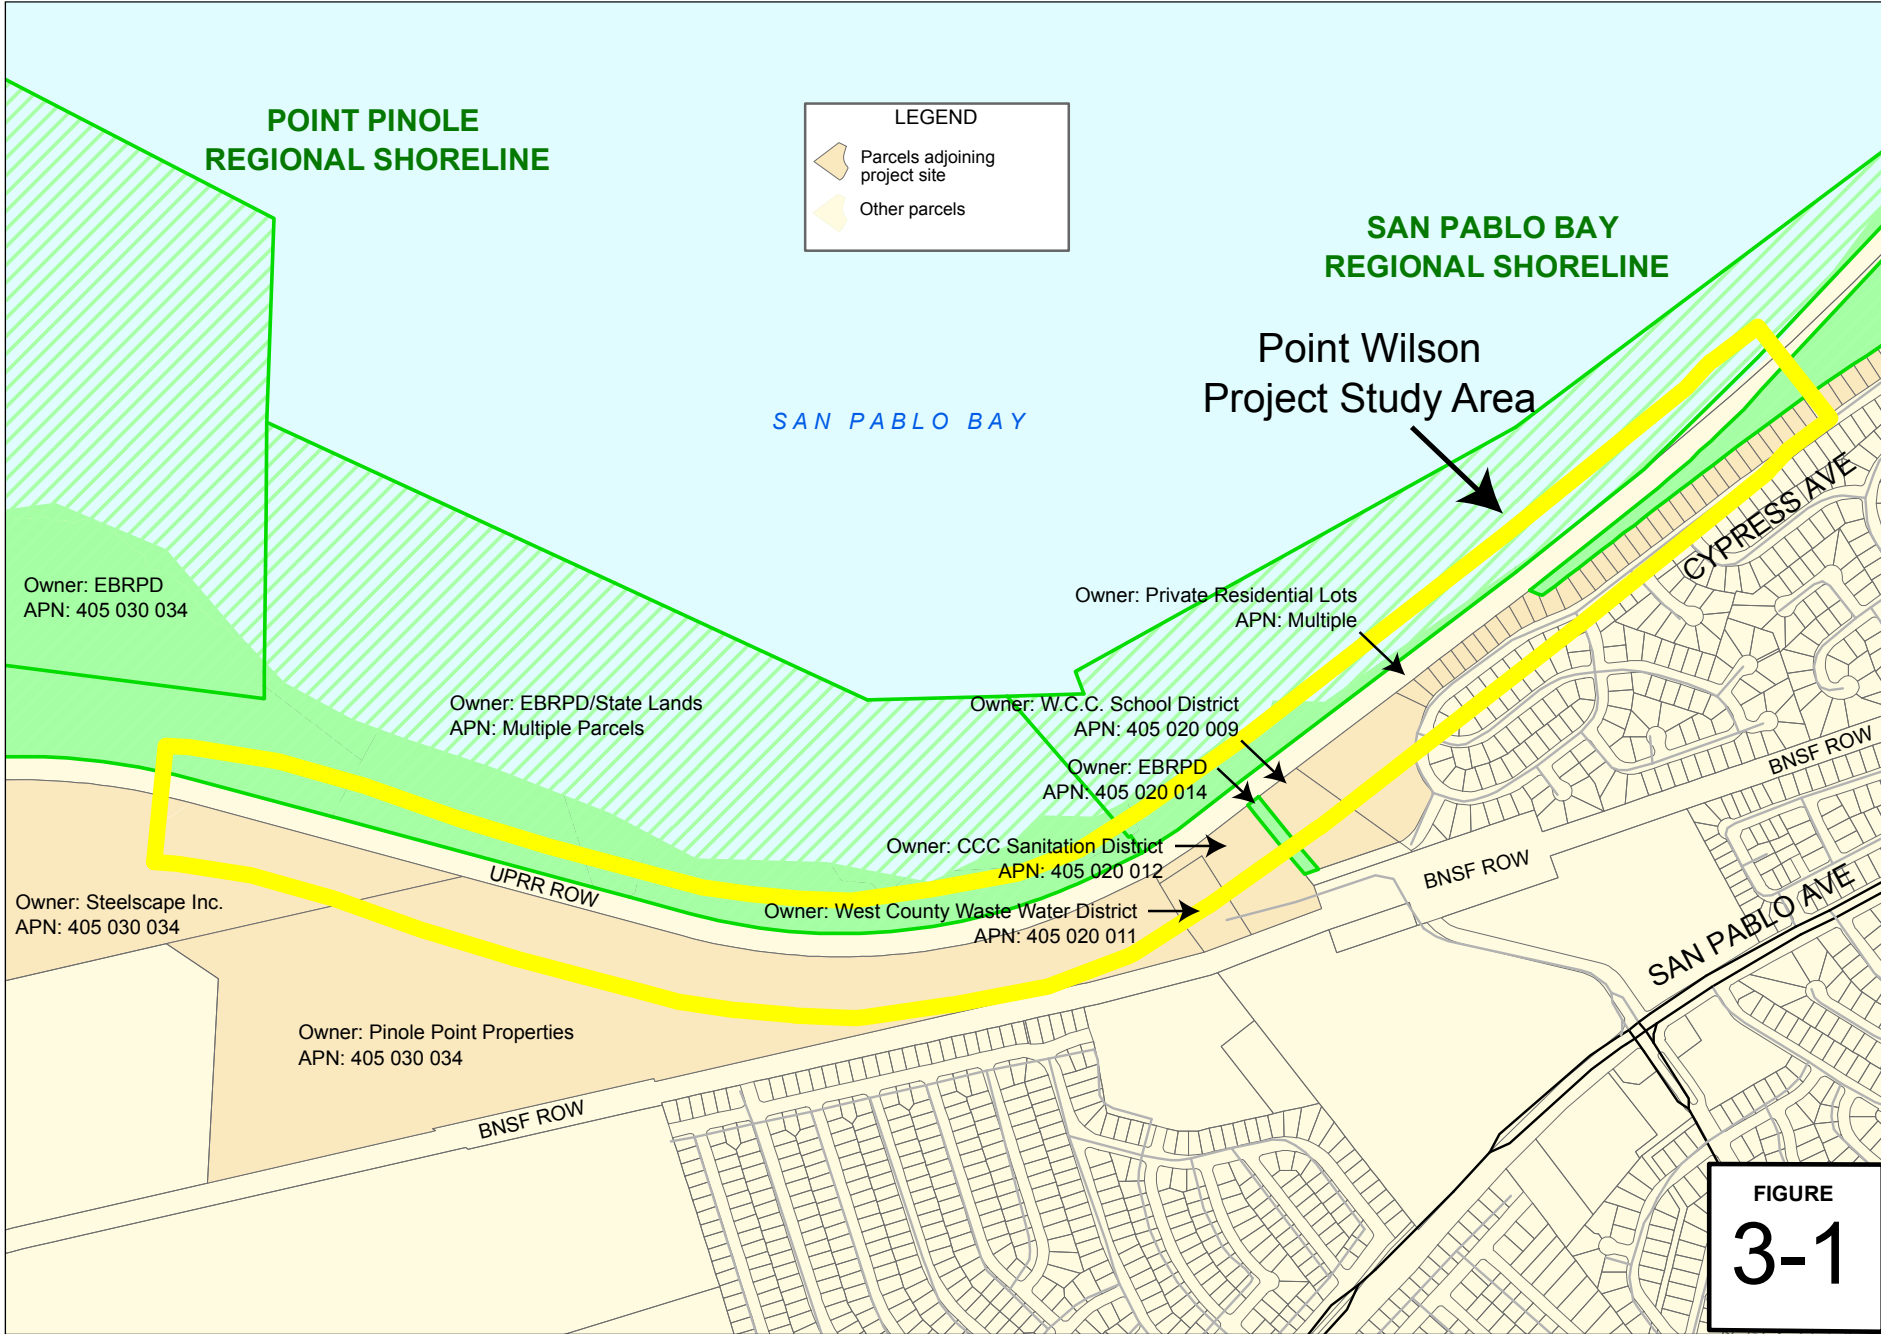 POINT PINOLE
REGIONAL SHORELINE
LEGEND
Parcels adjoining
project site
Other parcels
SAN PABLO BAY
REGIONAL SHORELINE
Point Wilson
Project Study Area
SAN PABLO BAY
CYPRESS AVE
Owner: EBRPD
APN: 405 030 034
Owner: Private Residential Lots
APN: Multiple
Owner: EBRPD/State Lands
APN: Multiple Parcels
Owner: W.C.C. School District
APN: 405 020 009
BNSF ROW
Owner: EBRPD
APN: 405 020 014
Owner: CCC Sanitation District
APN: 405 020 012
BNSF ROW
UPRR ROW
Owner: Steelscape Inc.
APN: 405 030 034
Owner: West County Waste Water District
APN: 405 020 011
SAN PABLO AVE
Owner: Pinole Point Properties
APN: 405 030 034
BNSF ROW
FIGURE
3-1